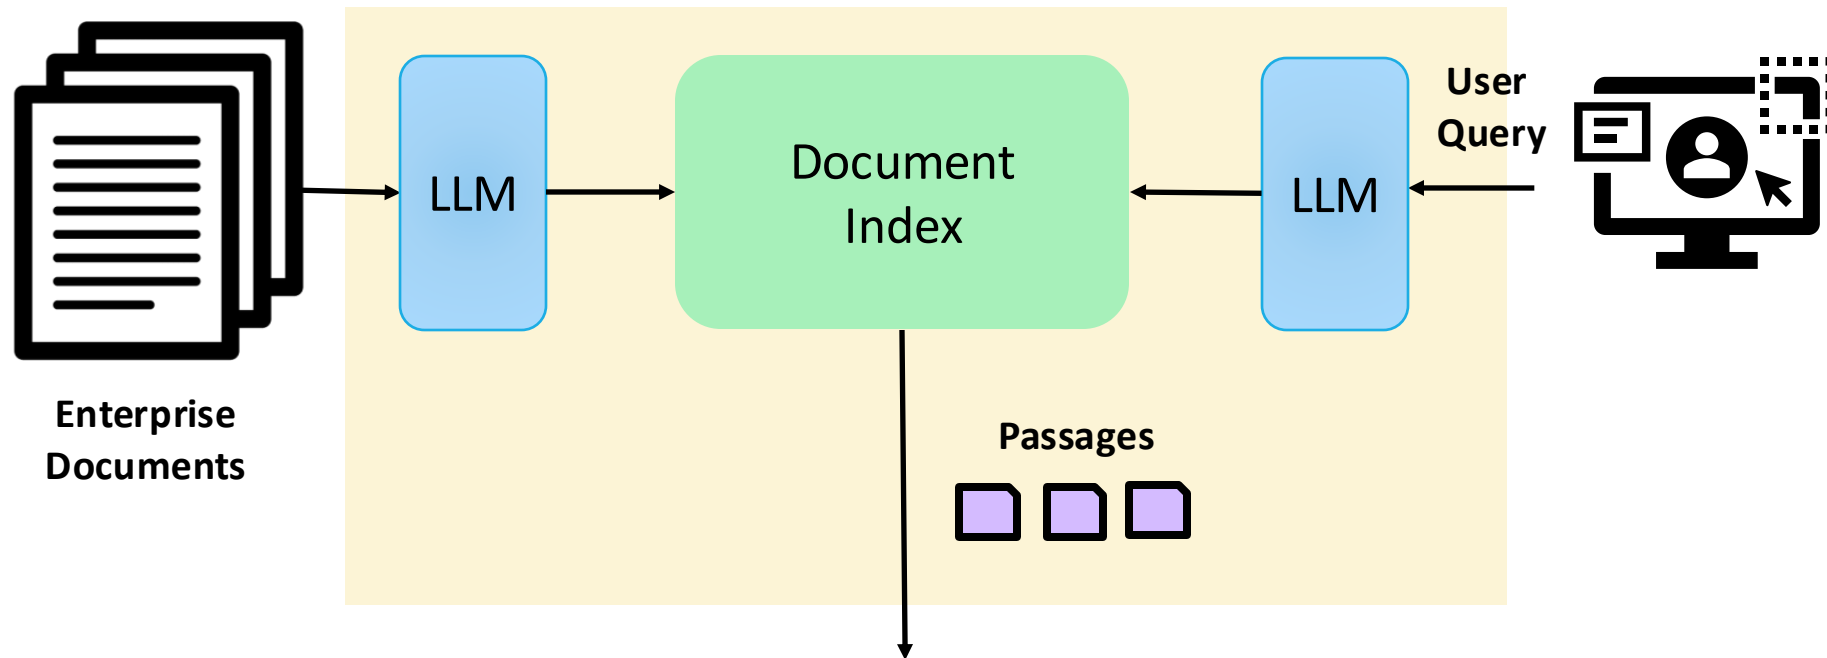 Enterprise
Documents
LLM
Document
Index
LLM
User
Query
Passages